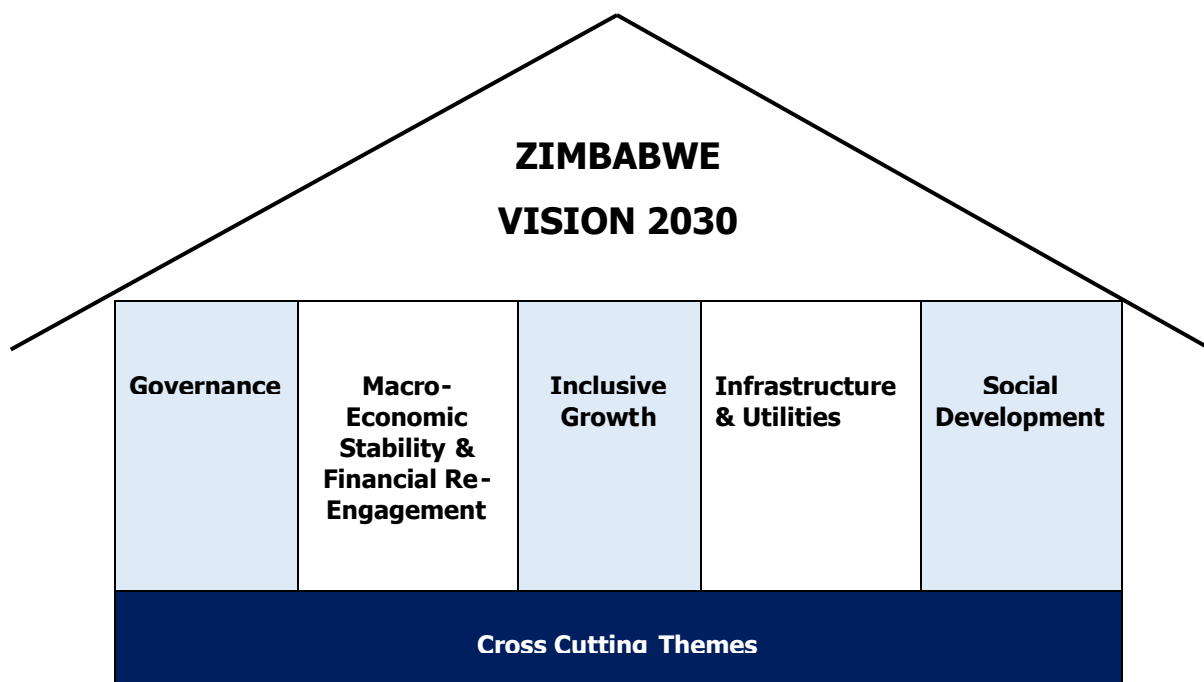 ZIMBABWE
VISION 2030
Governance
Macro-
Economic
Stability &
Financial Re-
Engagement
Inclusive
Growth
Infrastructure
& Utilities
Social
Development
Cross Cutting Themes